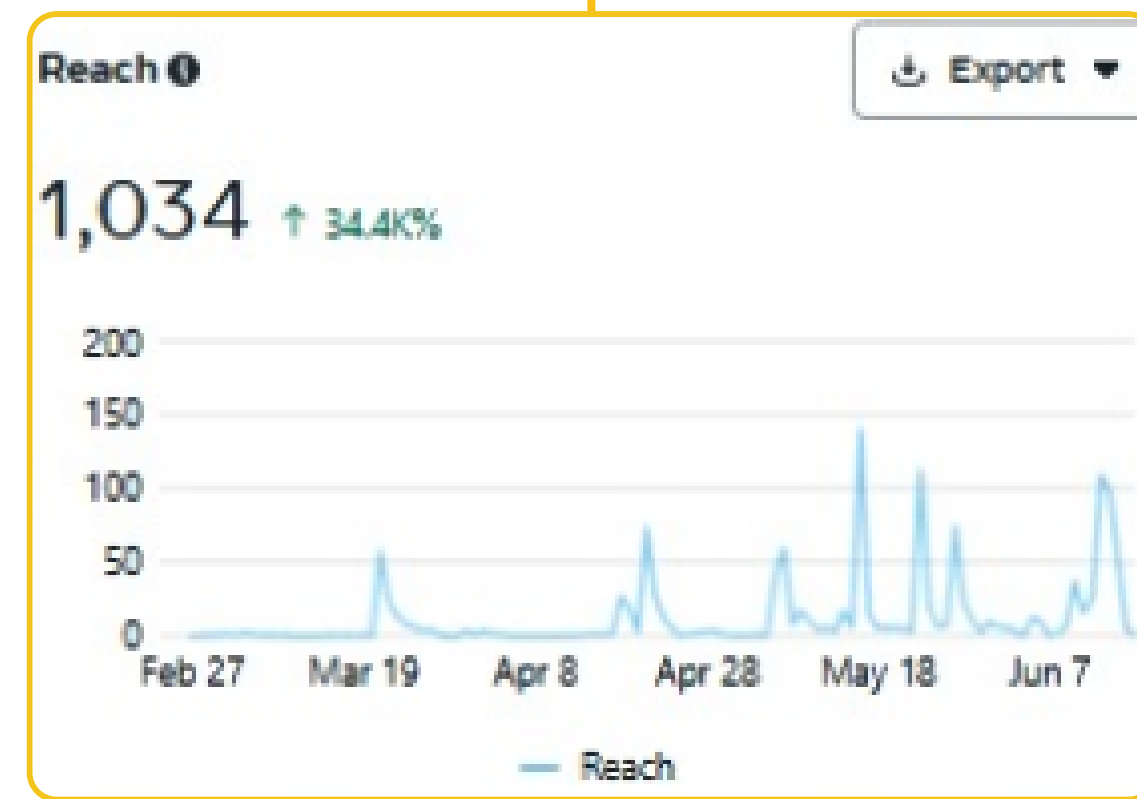 Reach
Export
1,034 ↑ 34.4K%
200
150
100
50
0
Feb 27 Mar 19 Apr 8 Apr 28 May 18 Jun 7
Reach